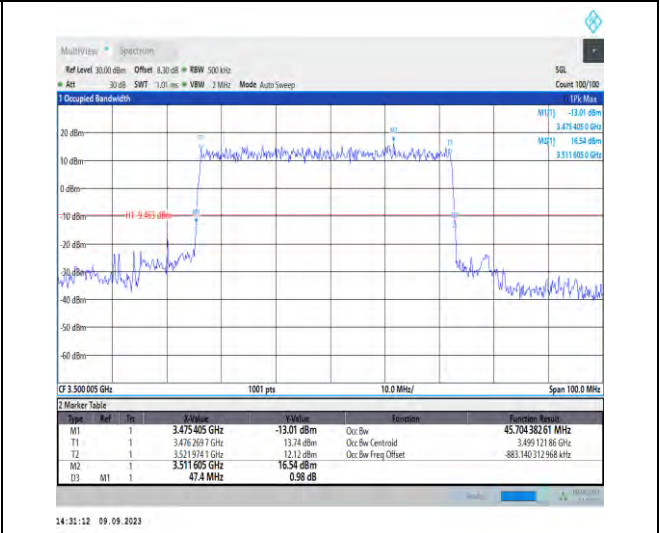 MultiView Spectrum
Ref Level 30.00 dBm Offset 8.30 dB RBW 500 kHz SGL
Att 30 dB SWT 1.01 ms VBW 2 MHz Mode Auto Sweep Count 100/100
1 Occupied Bandwidth 1Pk Max
M1[1] -13.01 dBm
3.475 405 0 GHz
M2[1] 16.54 dBm
3.511 605 0 GHz
20 dBm
M2
T1
10 dBm
0 dBm
-10 dBm
H1 -9.463 dBm
-20 dBm
-30 dBm
-40 dBm
-50 dBm
-60 dBm
CF 3.500 005 GHz 1001 pts 10.0 MHz/ Span 100.0 MHz
2 Marker Table
Type Ref Trc X-Value Y-Value Function Function Result
M1 1 3.475 405 GHz -13.01 dBm Occ Bw 45.704 382 61 MHz
T1 1 3.476 269 7 GHz 13.74 dBm Occ Bw Centroid 3.499 121 86 GHz
T2 1 3.521 974 1 GHz 12.12 dBm Occ Bw Freq Offset -883.140 312 968 kHz
M2 1 3.511 605 GHz 16.54 dBm
D3 M1 1 47.4 MHz 0.98 dB
14:31:12 09.09.2023